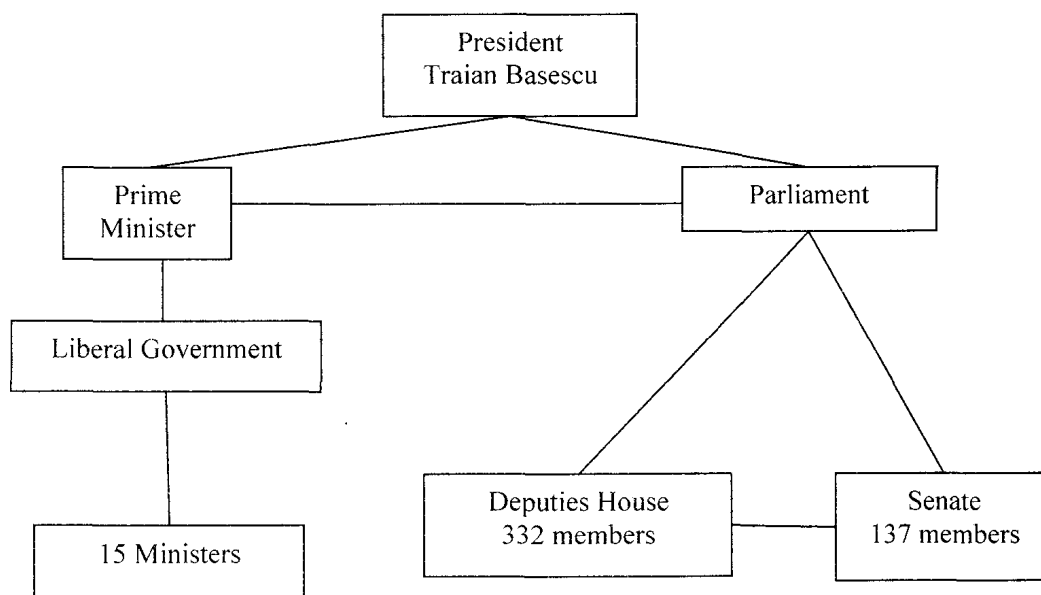 President
Traian Basescu
Prime
Minister
Parliament
Liberal Government
Deputies House
332 members
Senate
137 members
15 Ministers